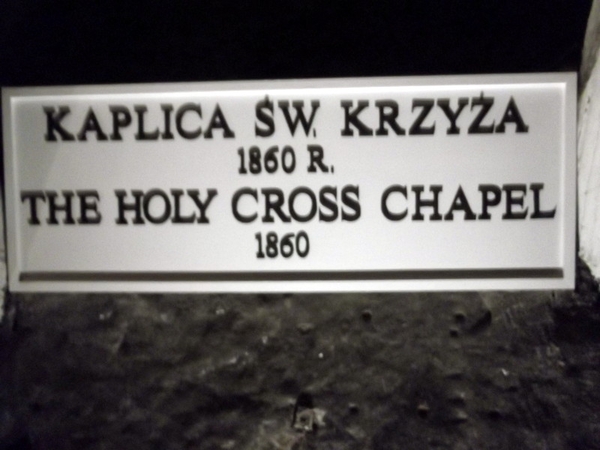 KAPLICA ŚW. KRZYŻA
1860 R.
THE HOLY CROSS CHAPEL
1860